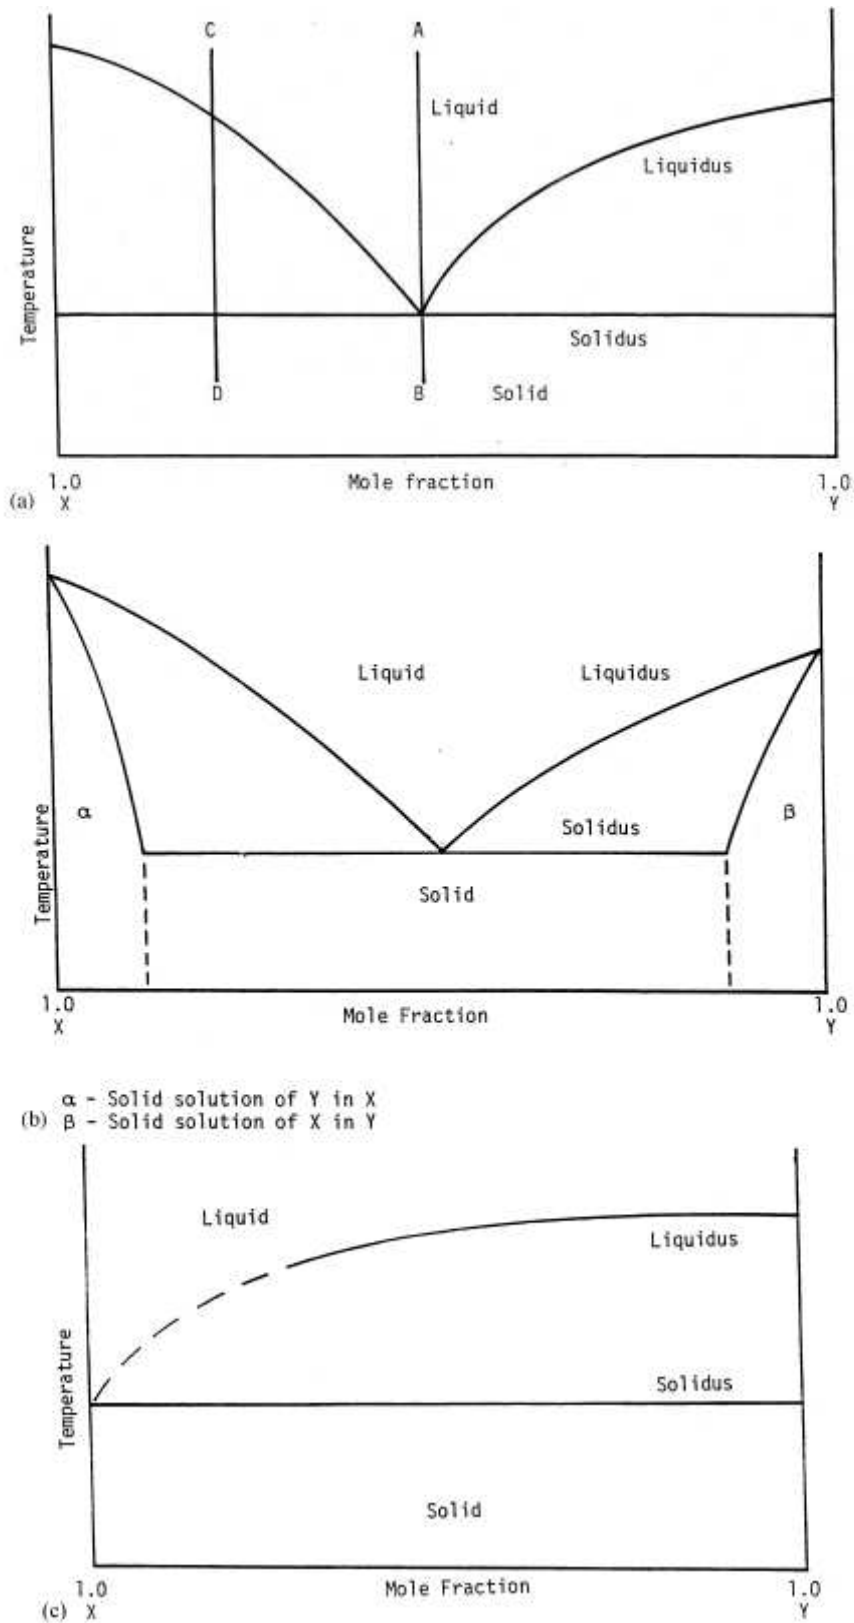 C A
Liquid
Liquidus
Temperature
Solidus
D B Solid
1.0 Mole fraction 1.0
(a) X Y
Liquid Liquidus
α β
Solidus
Temperature
Solid
1.0 Mole Fraction 1.0
X Y
α - Solid solution of Y in X
(b) β - Solid solution of X in Y
Liquid
Liquidus
Temperature
Solidus
Solid
1.0 Mole Fraction 1.0
(c) X Y